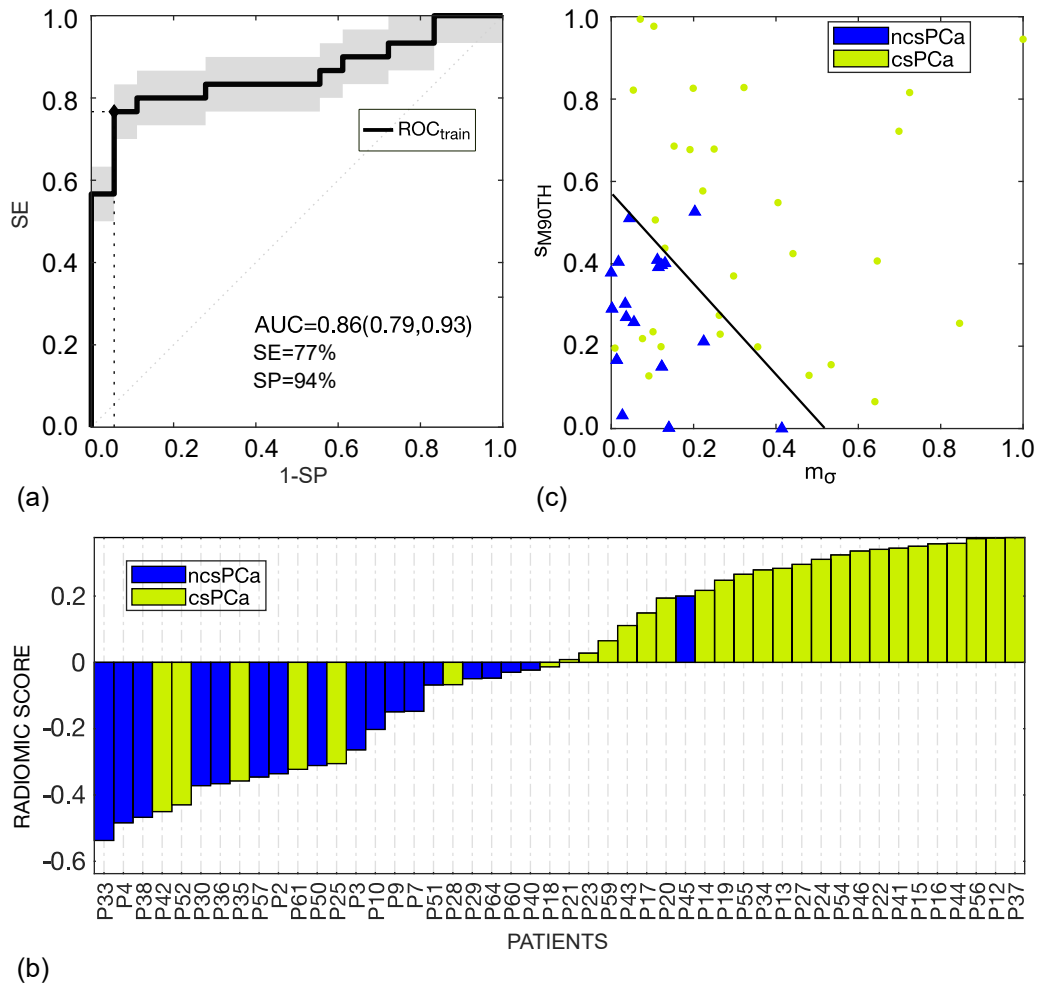 1.0
0.8
0.6
0.4
0.2
0.0
SE
0.0 0.2 0.4 0.6 0.8 1.0
1-SP
ROCtrain
AUC=0.86(0.79,0.93)
SE=77%
SP=94%
(a)
1.0
0.8
0.6
0.4
0.2
0.0
sM90TH
0.0 0.2 0.4 0.6 0.8 1.0
mσ
ncsPCa
csPCa
(c)
ncsPCa
csPCa
0.2
0
-0.2
-0.4
-0.6
RADIOMIC SCORE
P33 P4 P38 P42 P52 P30 P36 P35 P57 P2 P61 P50 P25 P3 P10 P9 P7 P51 P28 P29 P64 P60 P40 P18 P21 P23 P59 P43 P17 P20 P45 P14 P19 P55 P34 P13 P27 P24 P54 P46 P22 P41 P15 P16 P44 P56 P12 P37
PATIENTS
(b)